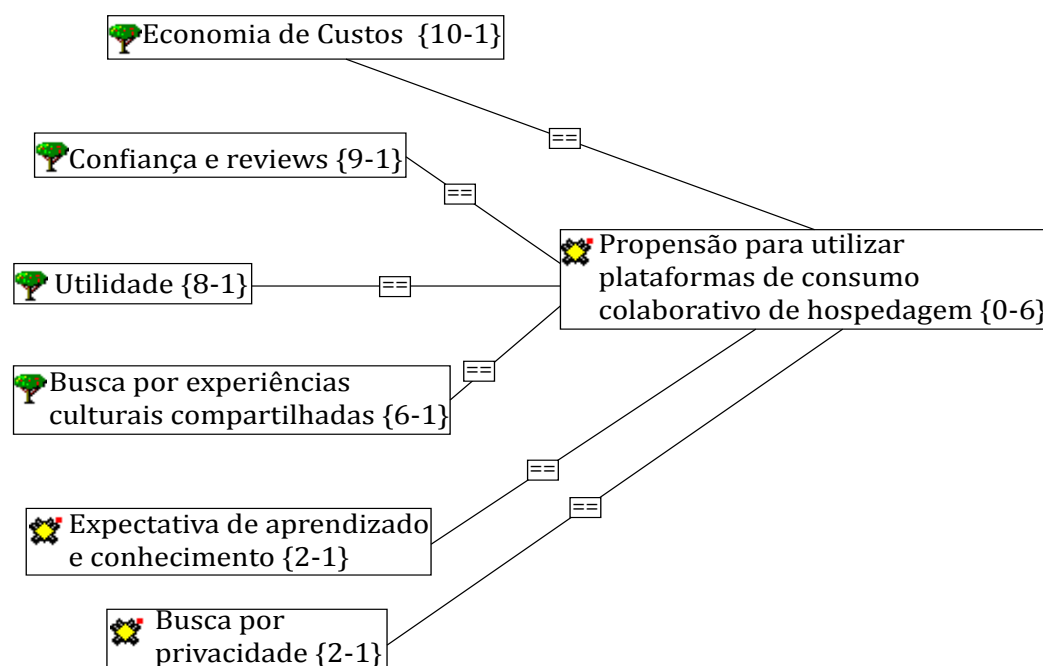 Economia de Custos {10-1}
==
Confiança e reviews {9-1}
==
Propensão para utilizar
plataformas de consumo
colaborativo de hospedagem {0-6}
Utilidade {8-1}
==
Busca por experiências
culturais compartilhadas {6-1}
==
Expectativa de aprendizado
e conhecimento {2-1}
==
Busca por
privacidade {2-1}
==